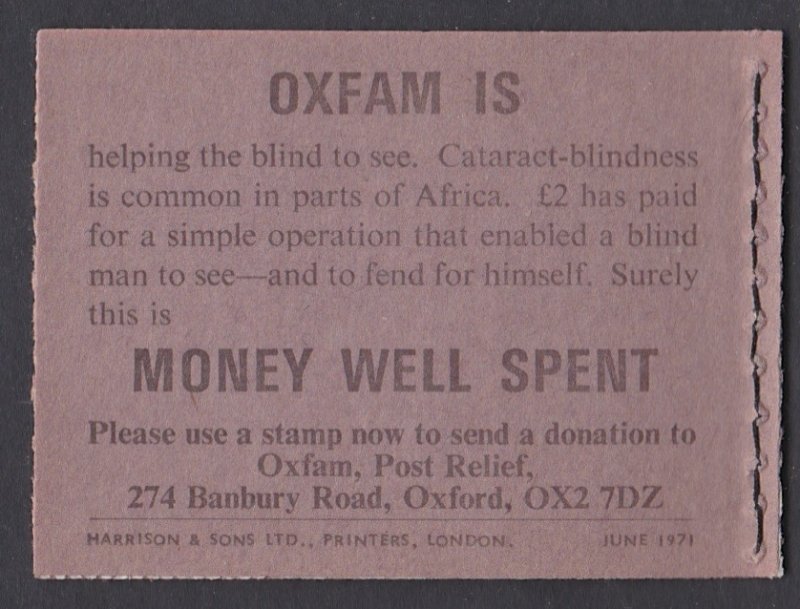 OXFAM IS
helping the blind to see. Cataract-blindness
is common in parts of Africa. £2 has paid
for a simple operation that enabled a blind
man to see—and to fend for himself. Surely
this is
MONEY WELL SPENT
Please use a stamp now to send a donation to
Oxfam, Post Relief,
274 Banbury Road, Oxford, OX2 7DZ
HARRISON & SONS LTD., PRINTERS, LONDON. JUNE 1971